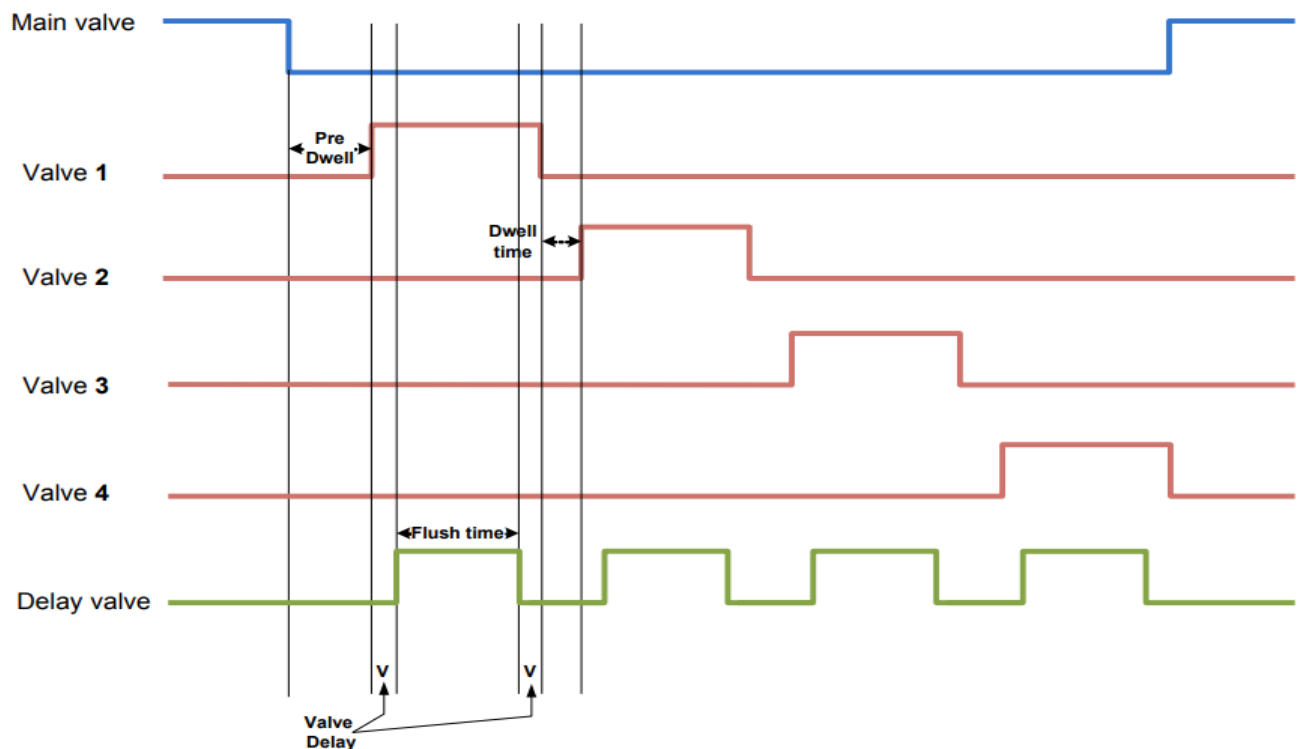 Main valve
Pre
Dwell
Valve 1
Dwell
time
Valve 2
Valve 3
Valve 4
Flush time
Delay valve
V
V
Valve
Delay